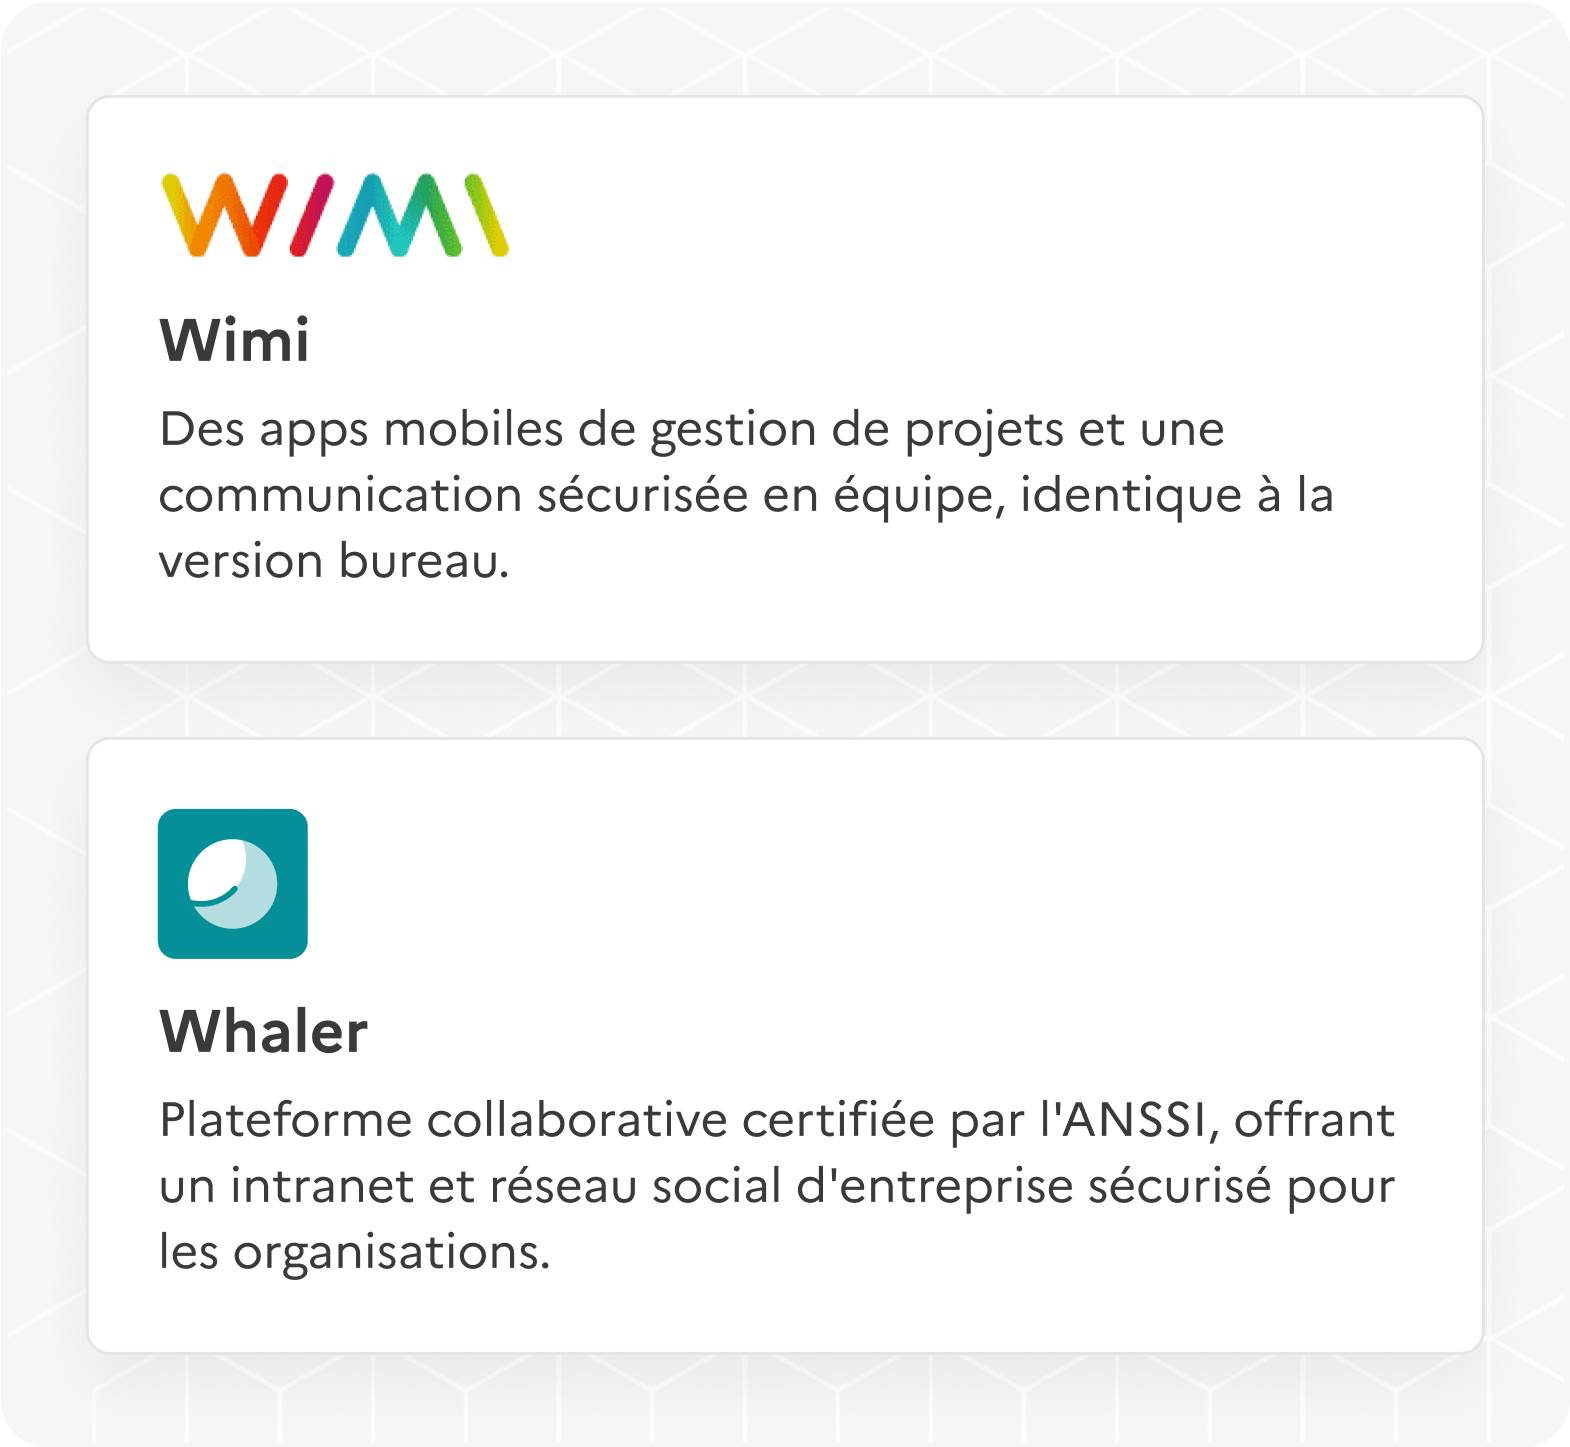 WIMI
Wimi
Des apps mobiles de gestion de projets et une
communication sécurisée en équipe, identique à la
version bureau.
Whaler
Plateforme collaborative certifiée par l'ANSSI, offrant
un intranet et réseau social d'entreprise sécurisé pour
les organisations.